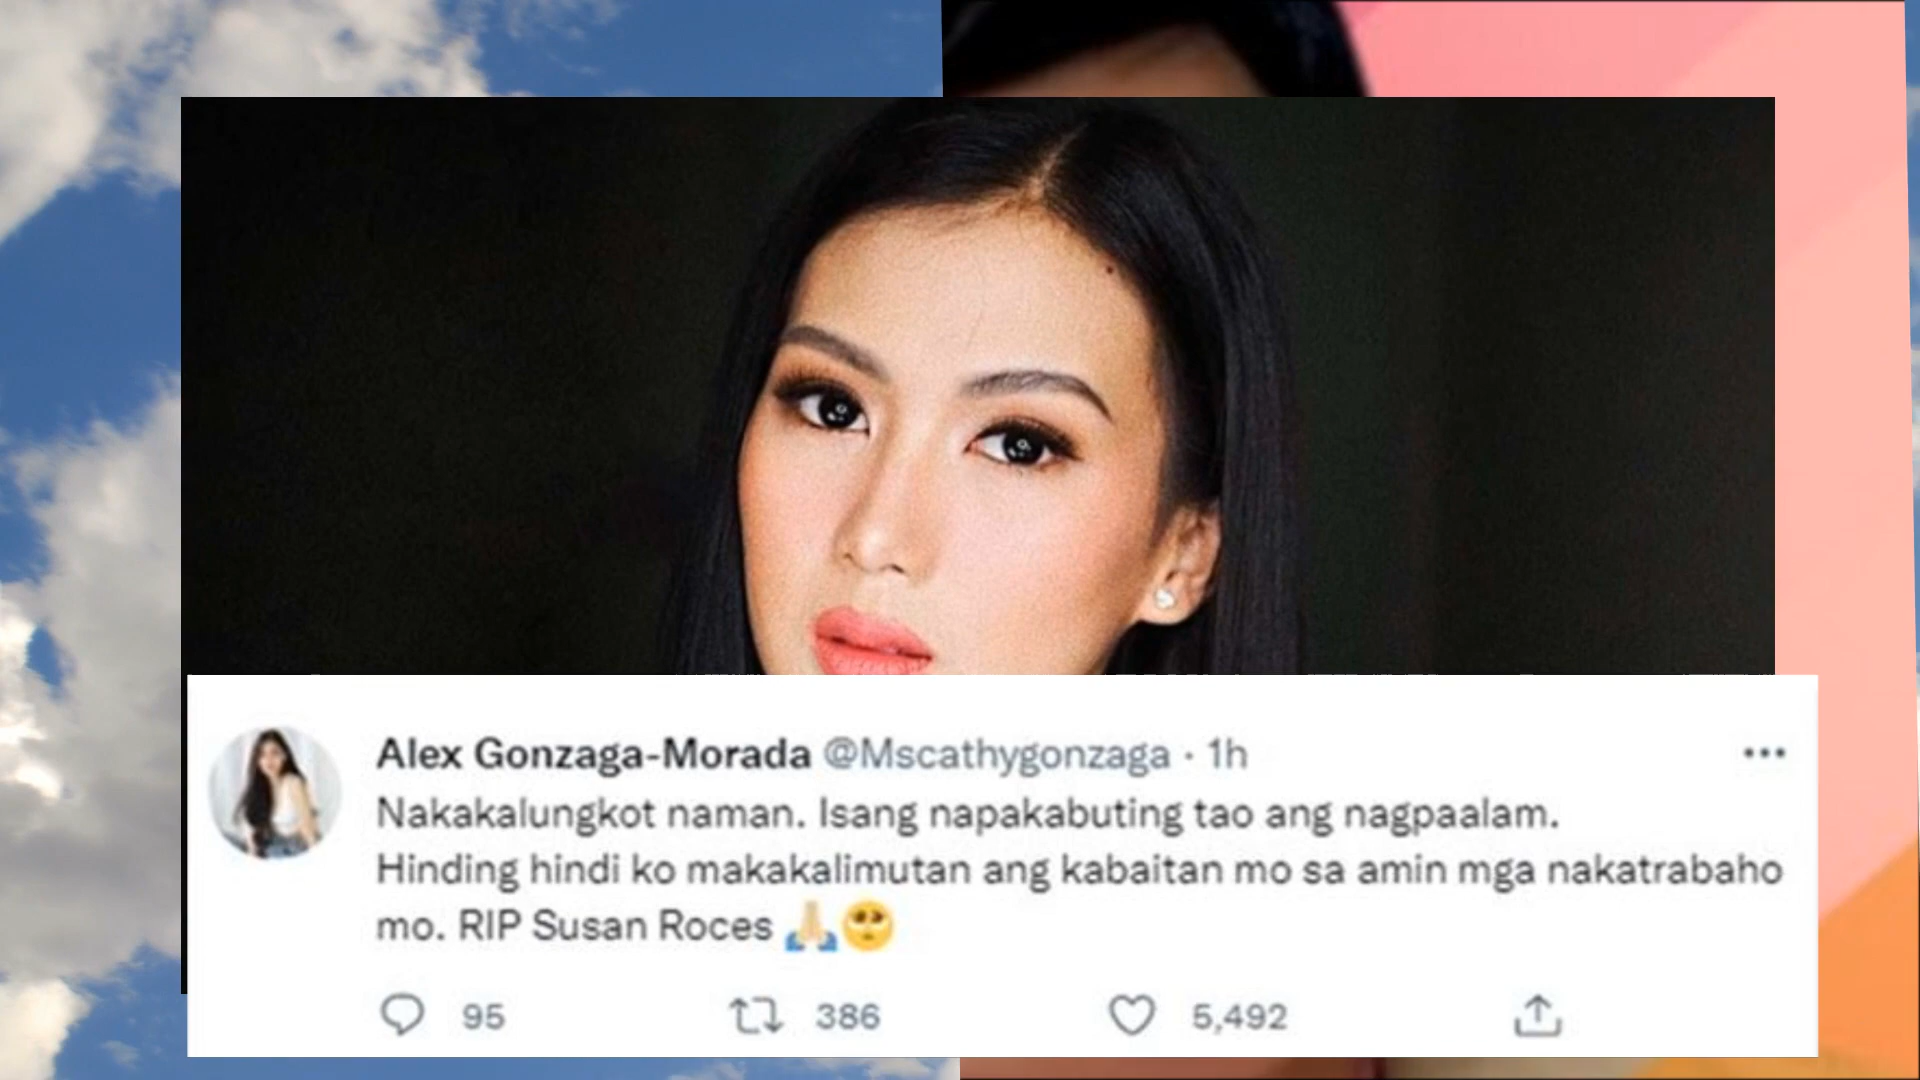 Alex Gonzaga-Morada @Mscathygonzaga · 1h
Nakakalungkot naman. Isang napakabuting tao ang nagpaalam.
Hinding hindi ko makakalimutan ang kabaitan mo sa amin mga nakatrabaho
mo. RIP Susan Roces 🙏🥺
95 386 5,492